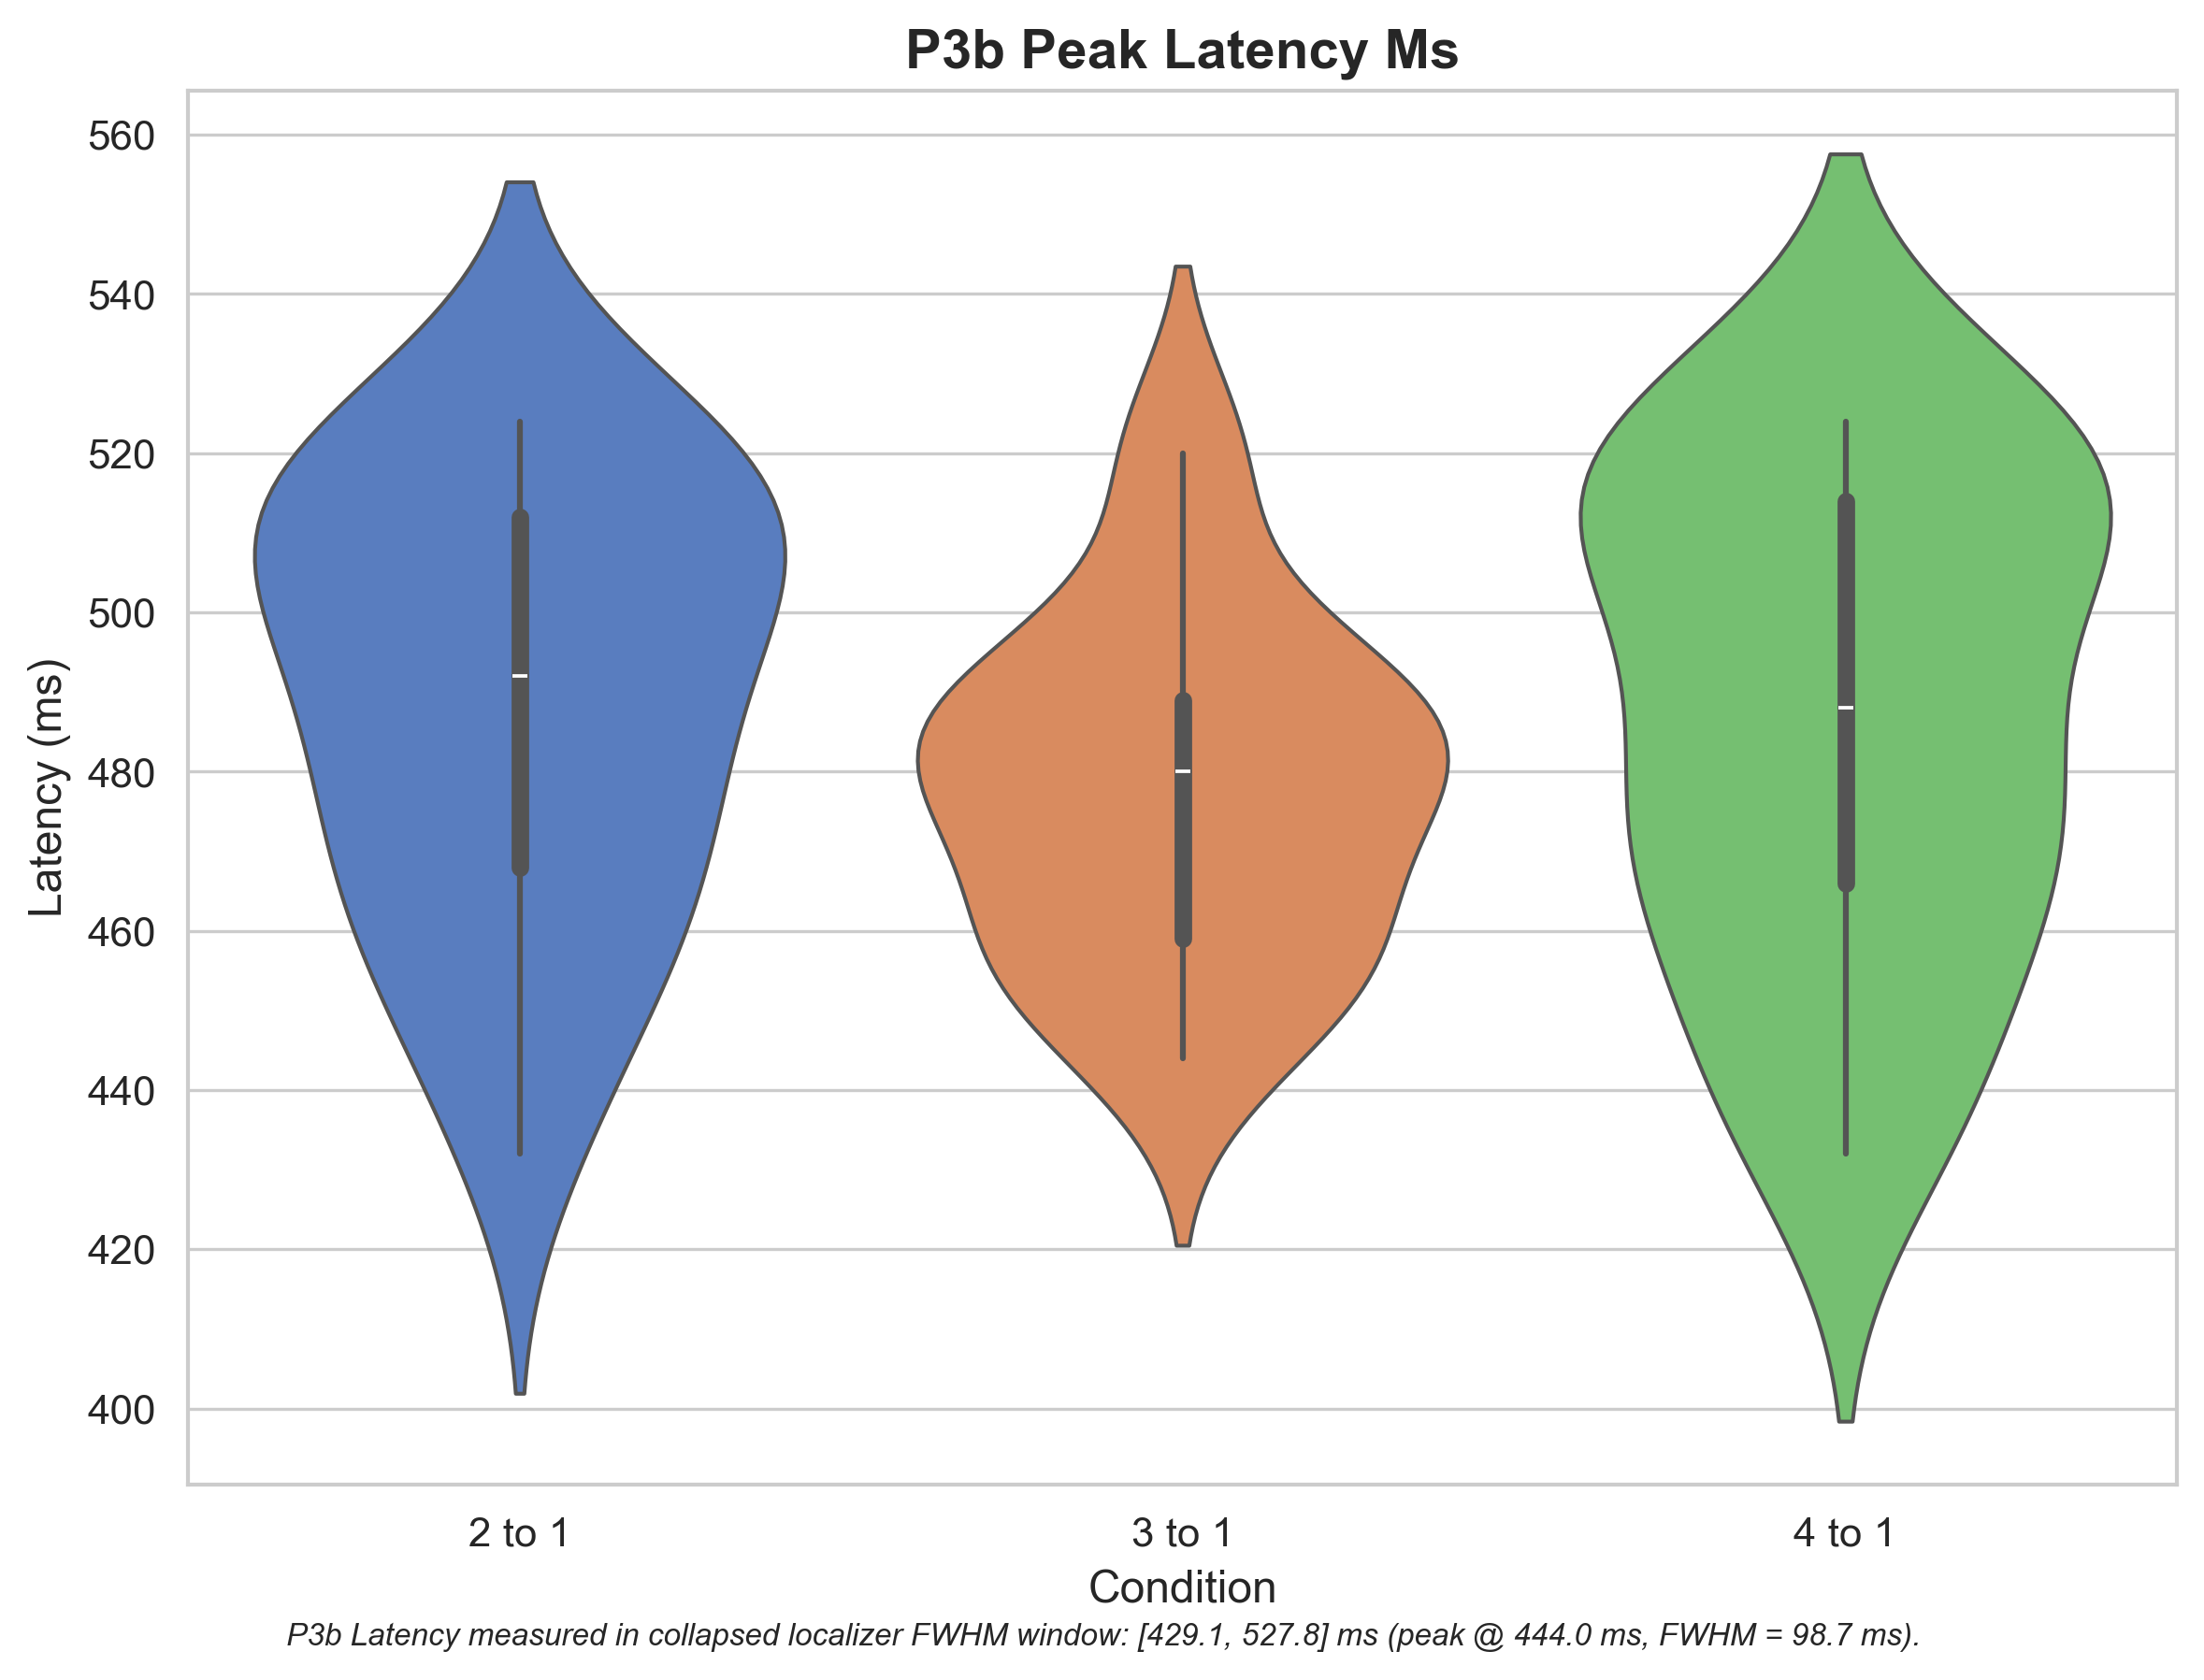 P3b Peak Latency Ms
560
540
520
500
480
460
440
420
400
Latency (ms)
2 to 1
3 to 1
4 to 1
Condition
P3b Latency measured in collapsed localizer FWHM window: [429.1, 527.8] ms (peak @ 444.0 ms, FWHM = 98.7 ms).